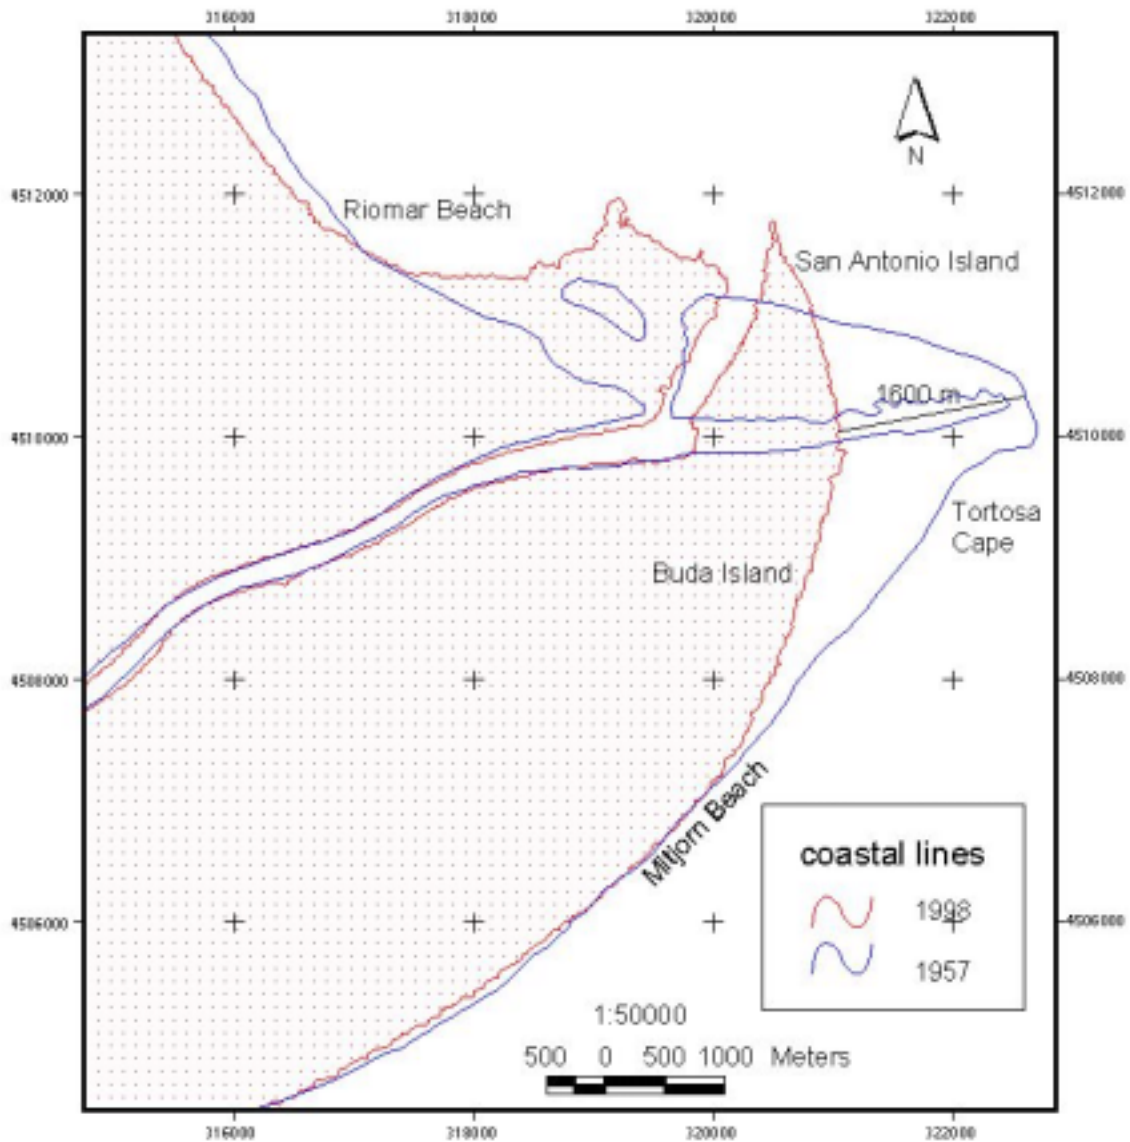 316000 318000 320000 322000
N
4512000 4512000
Riomar Beach
San Antonio Island
1600 m
4510000 4510000
Tortosa
Cape
Buda Island
4508000 4508000
Mitjorn Beach
coastal lines
1998
4506000 4506000
1957
1:50000
500 0 500 1000 Meters
316000 318000 320000 322000